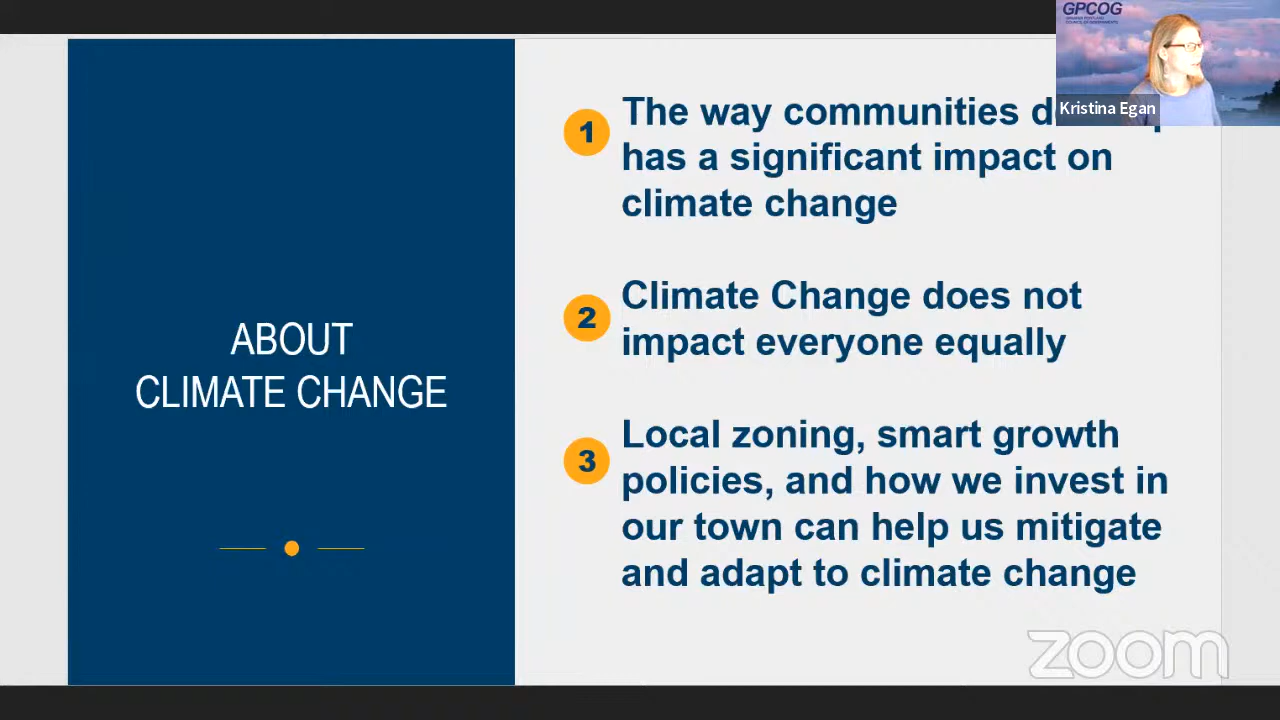 GPCOG
Kristina Egan
ABOUT
CLIMATE CHANGE
1
The way communities
has a significant impact on
climate change
2
Climate Change does not
impact everyone equally
3
Local zoning, smart growth
policies, and how we invest in
our town can help us mitigate
and adapt to climate change
zoom